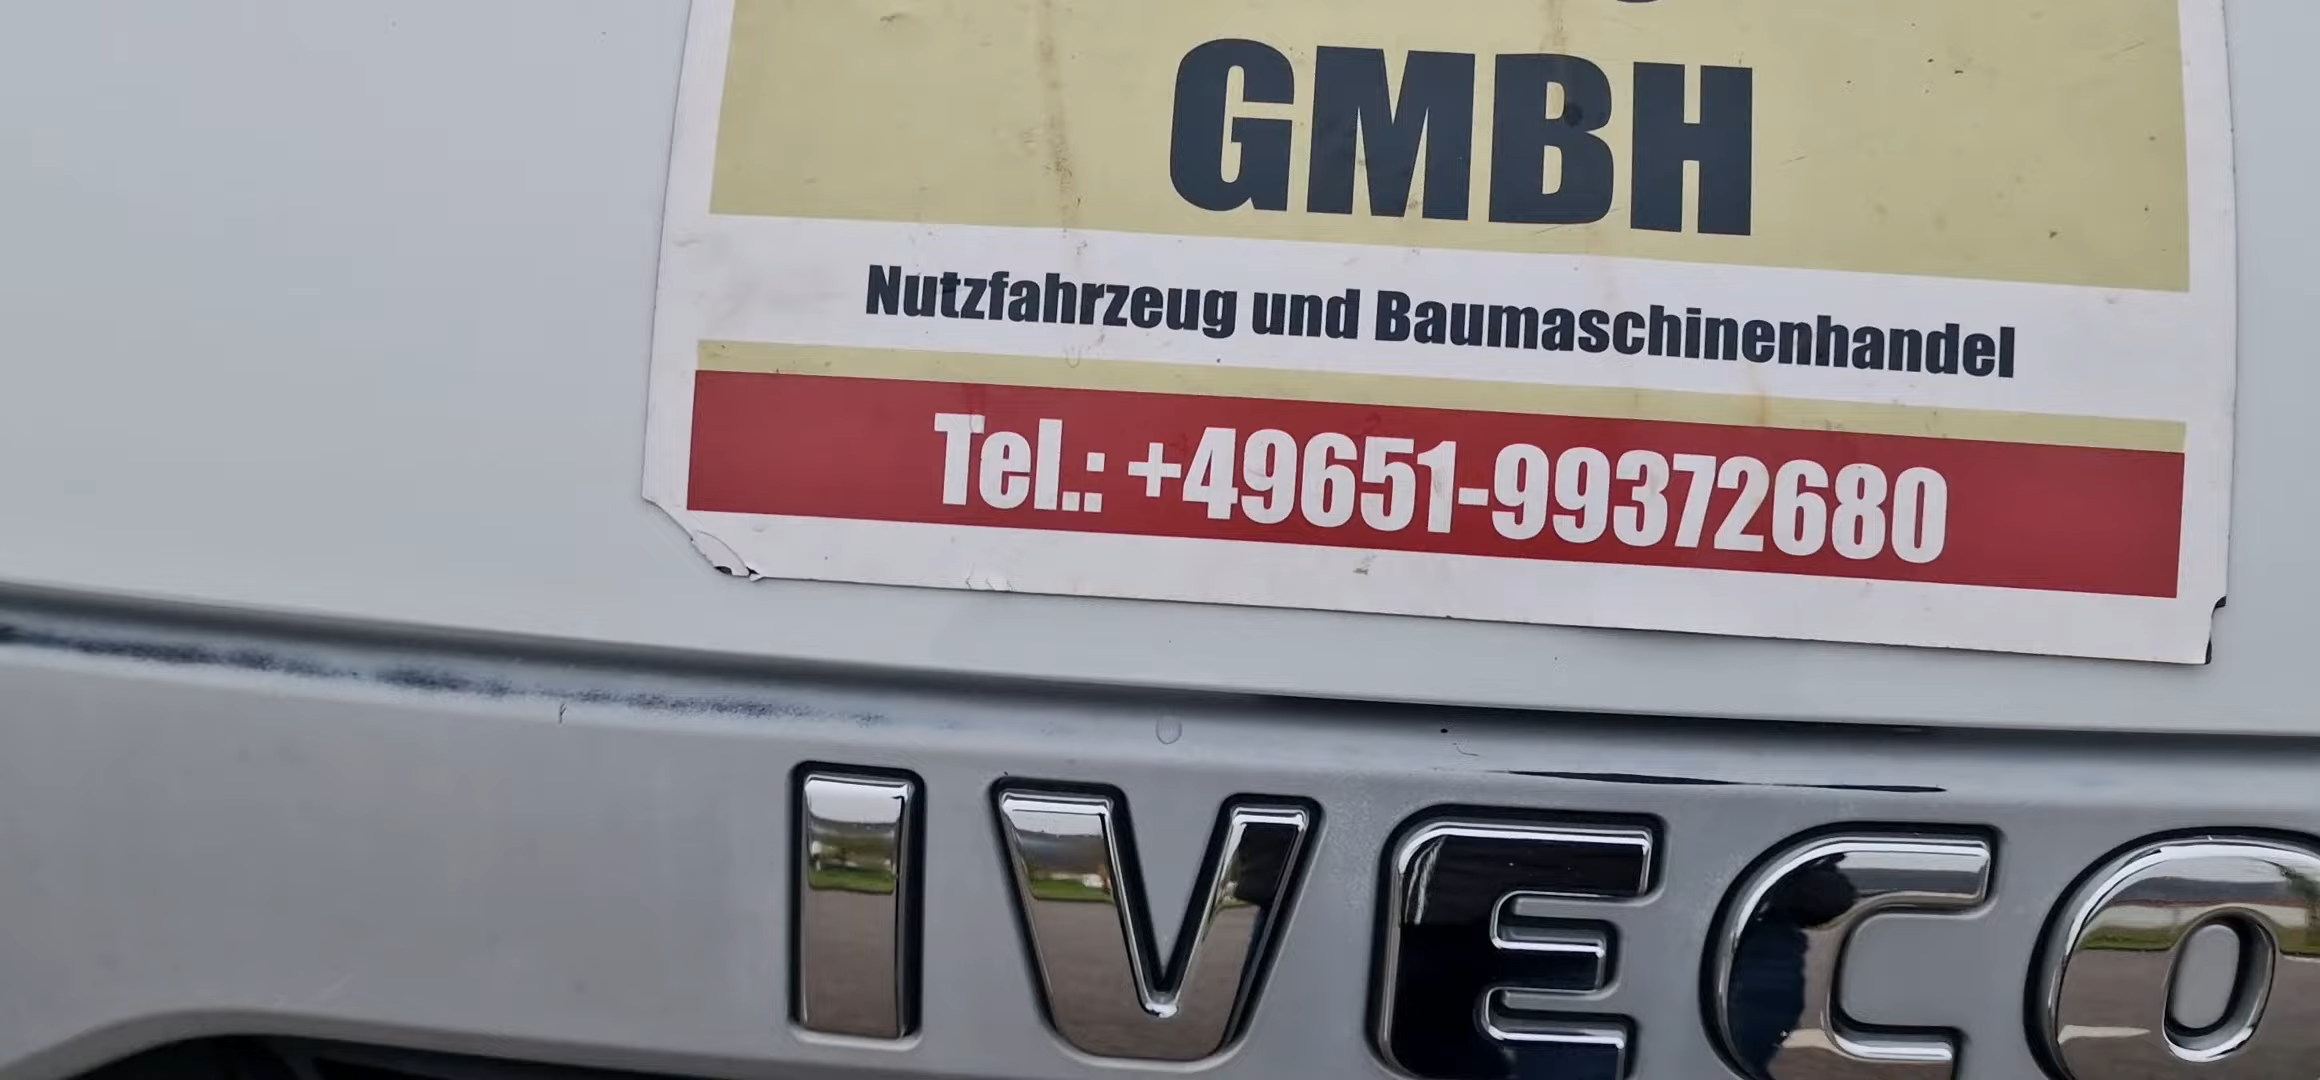 GMBH
Nutzfahrzeug und Baumaschinenhandel
Tel.: +49651-99372680
IVECO